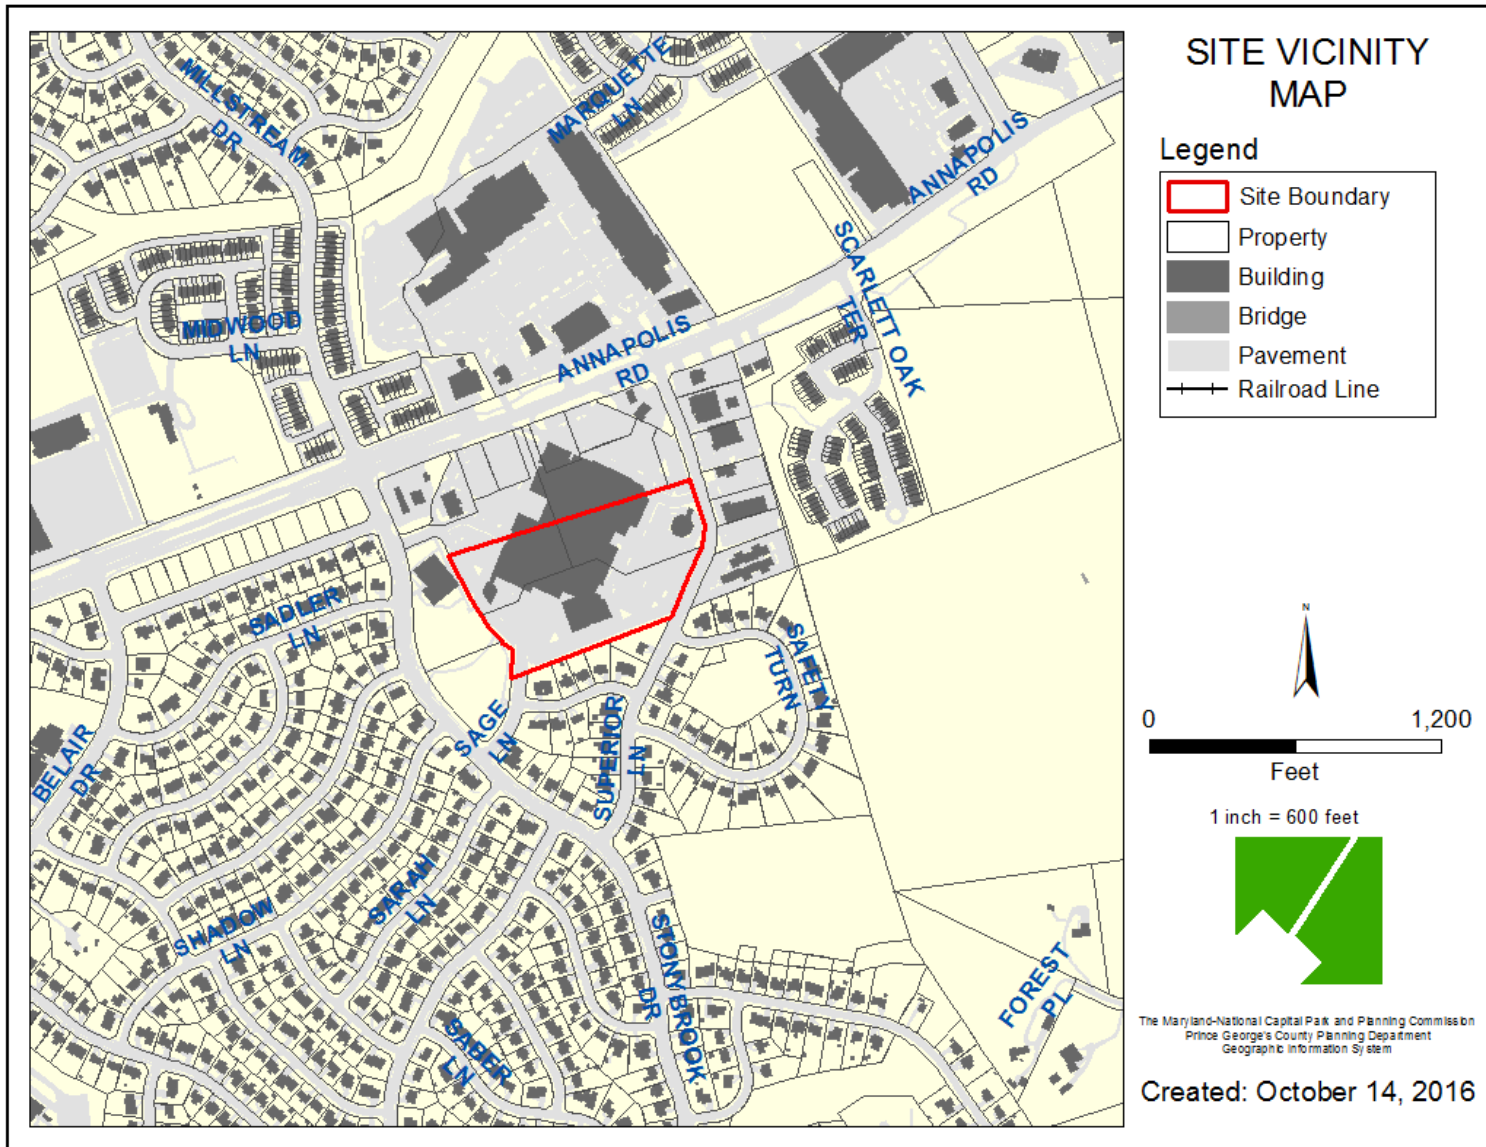 SITE VICINITY
MAP
Legend
Site Boundary
Property
Building
Bridge
Pavement
Railroad Line
MILLSTREAM
DR
MARQUETTE
LN
ANNAPOLIS
RD
SCARLETT OAK
TER
MIDWOOD
LN
ANNAPOLIS
RD
SADLER
LN
SAFETY
TURN
BELAIR
DR
SAGE
LN
SUPERIOR
LN
SHADOW
LN
SARAH
LN
STONYBROOK
DR
FOREST
PL
SABER
LN
N
0 1,200
Feet
1 inch = 600 feet
The Maryland-National Capital Park and Planning Commission
Prince George's County Planning Department
Geographic Information System
Created: October 14, 2016